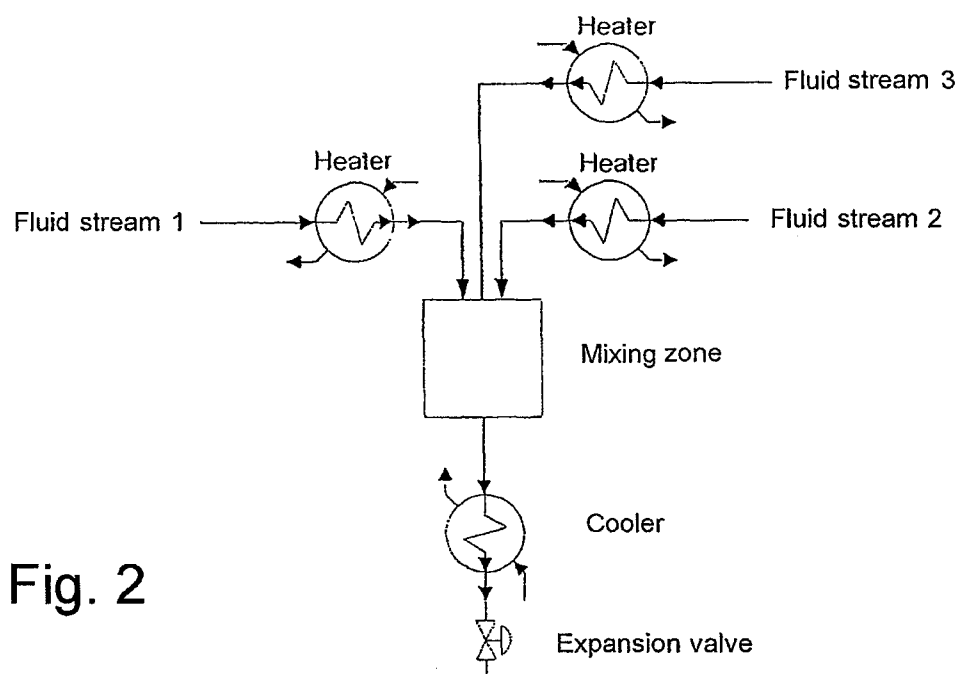 Heater
Fluid stream 3
Heater
Heater
Fluid stream 1
Fluid stream 2
Mixing zone
Cooler
Fig. 2
Expansion valve